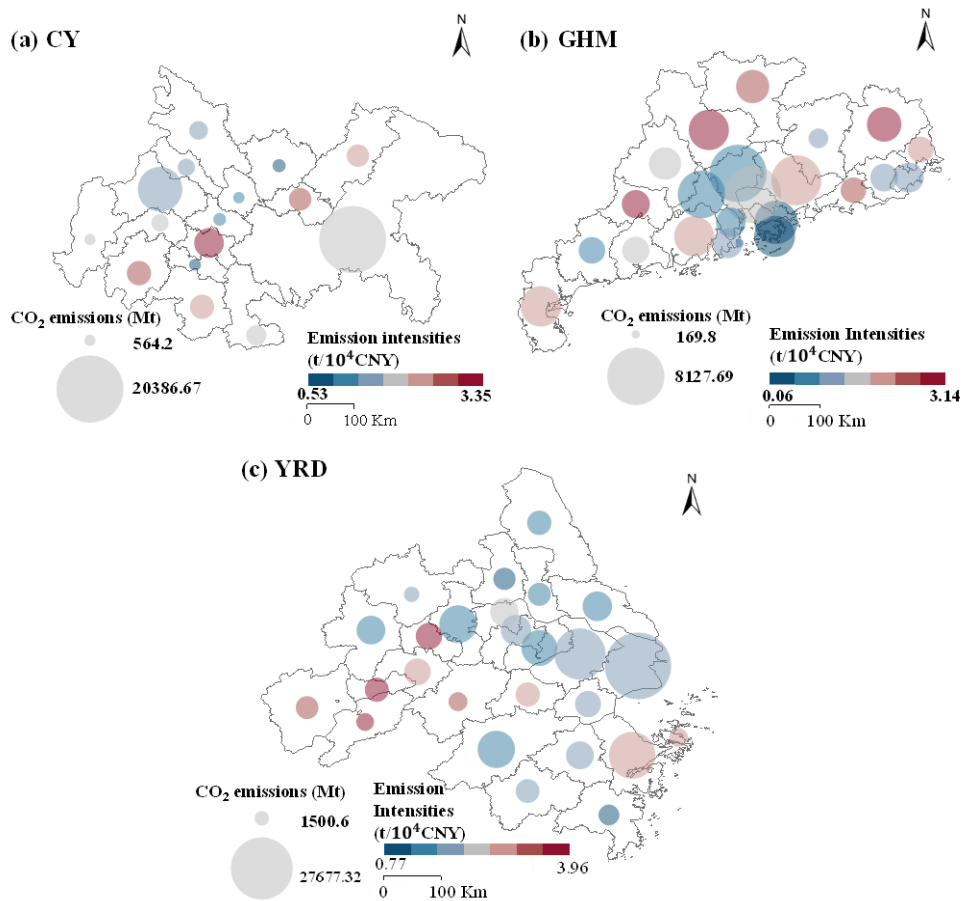 (a) CY
N
CO₂ emissions (Mt)
564.2
20386.67
Emission intensities
(t/10⁴CNY)
0.53
3.35
0 100 Km
(b) GHM
N
CO₂ emissions (Mt)
169.8
8127.69
Emission Intensities
(t/10⁴CNY)
0.06
3.14
0 100 Km
(c) YRD
N
CO₂ emissions (Mt)
1500.6
27677.32
Emission
Intensities
(t/10⁴CNY)
0.77
3.96
0 100 Km